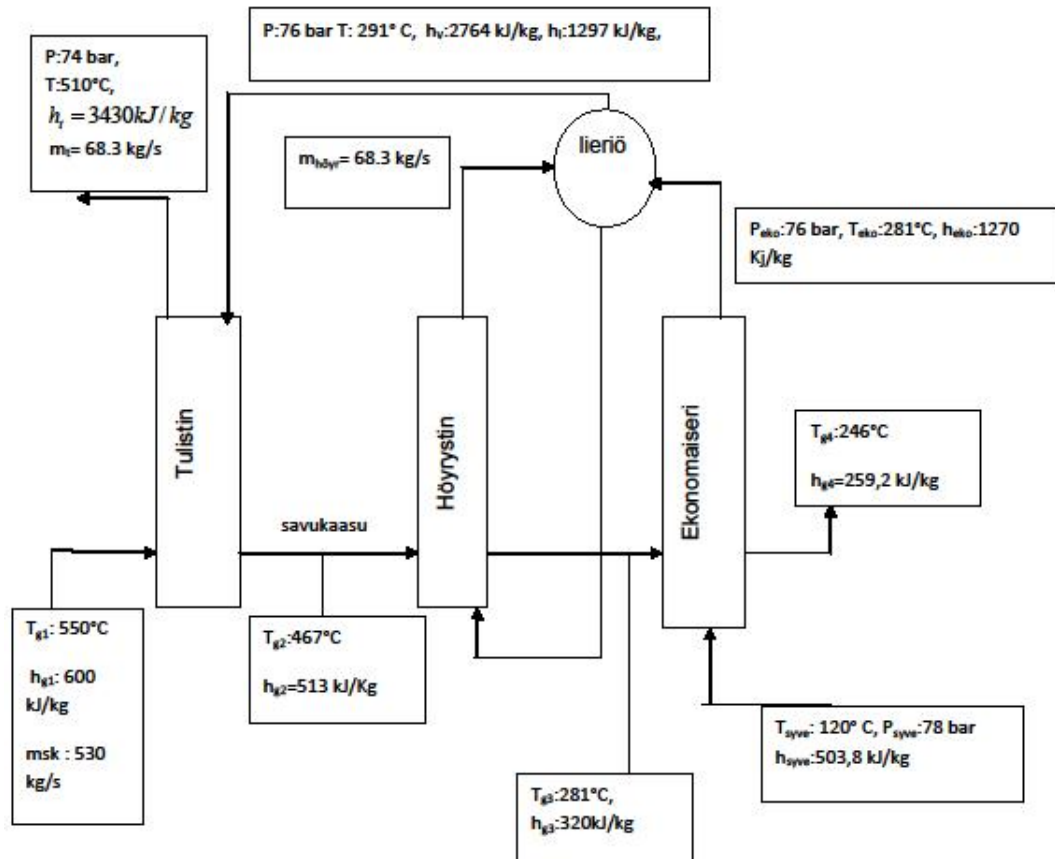 P:76 bar T: 291° C, hv:2764 kJ/kg, hl:1297 kJ/kg,
P:74 bar,
T:510°C,
ht = 3430kJ / kg
mt= 68.3 kg/s
mhöyr= 68.3 kg/s
lieriö
Peko:76 bar, Teko:281°C, heko:1270
Kj/kg
Tulistin
Höyrystin
Ekonomaiseri
Tg4:246°C
hg4=259,2 kJ/kg
savukaasu
Tg1: 550°C
hg1: 600
kJ/kg
msk : 530
kg/s
Tg2:467°C
hg2=513 kJ/Kg
Tsyve: 120° C, Psyve:78 bar
hsyve:503,8 kJ/kg
Tg3:281°C,
hg3:320kJ/kg